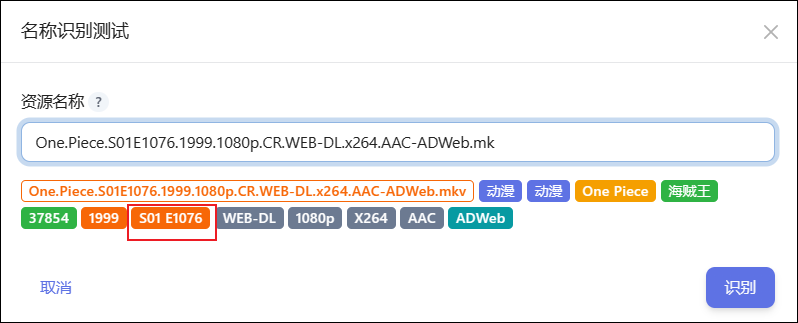 名称识别测试
资源名称 ?
One.Piece.S01E1076.1999.1080p.CR.WEB-DL.x264.AAC-ADWeb.mk
One.Piece.S01E1076.1999.1080p.CR.WEB-DL.x264.AAC-ADWeb.mkv 动漫 动漫 One Piece 海贼王
37854 1999 S01 E1076 WEB-DL 1080p X264 AAC ADWeb
取消 识别